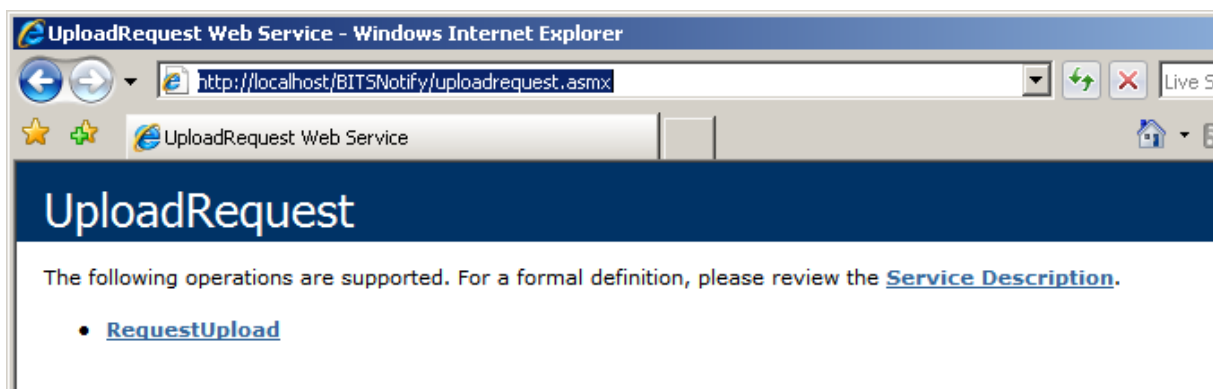 UploadRequest Web Service - Windows Internet Explorer
http://localhost/BITSNotify/uploadrequest.asmx
Live S
UploadRequest Web Service
UploadRequest
The following operations are supported. For a formal definition, please review the Service Description.
• RequestUpload